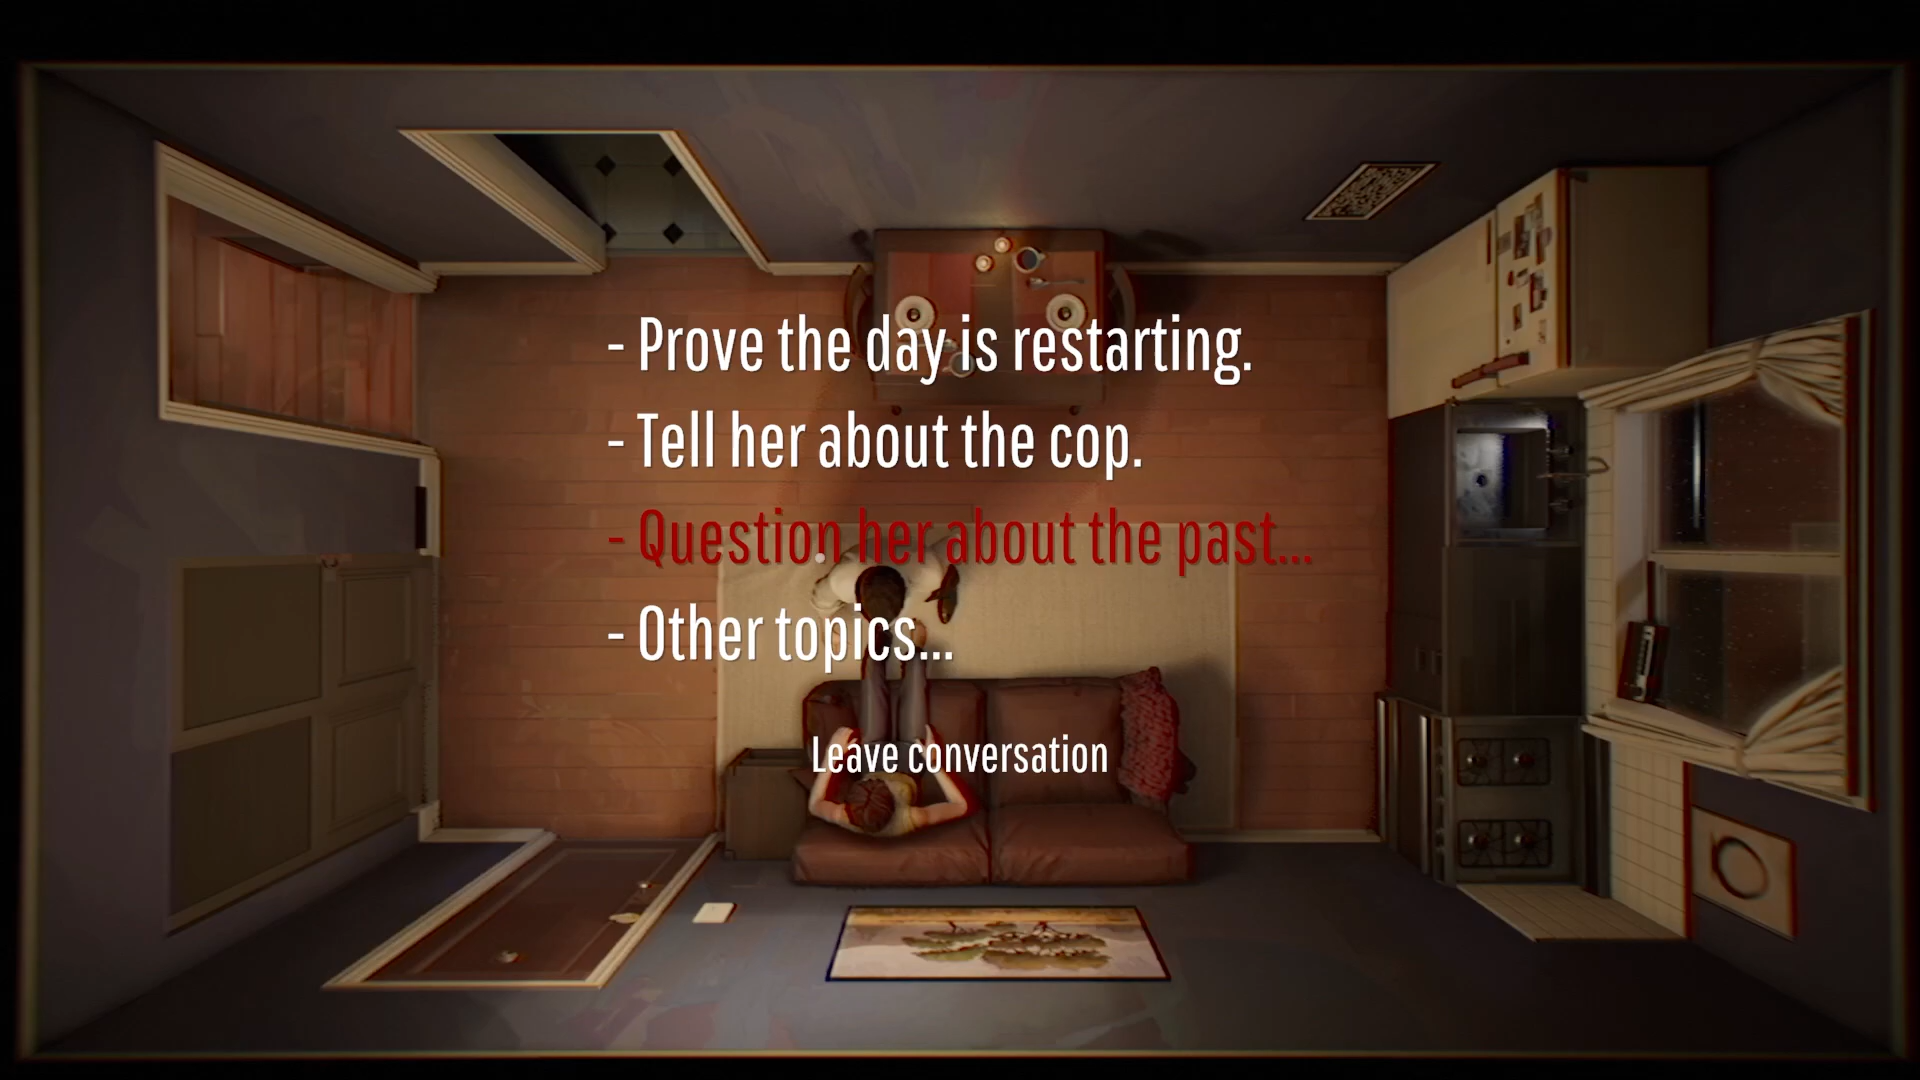 - Prove the day is restarting.
- Tell her about the cop.
- Question her about the past...
- Other topics...
Leave conversation